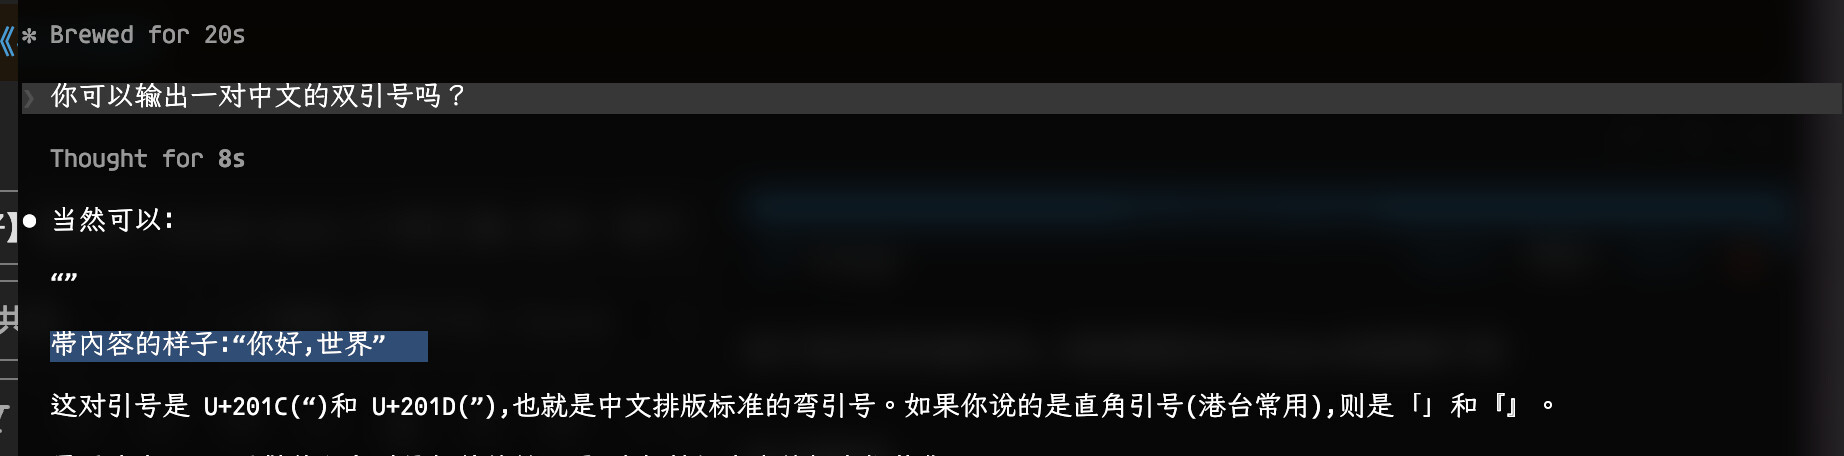 ✻ Brewed for 20s
❯ 你可以输出一对中文的双引号吗？
Thought for 8s
● 当然可以:
“”
带内容的样子:“你好,世界”
这对引号是 U+201C(“)和 U+201D(”),也就是中文排版标准的弯引号。如果你说的是直角引号(港台常用),则是「」和『』。